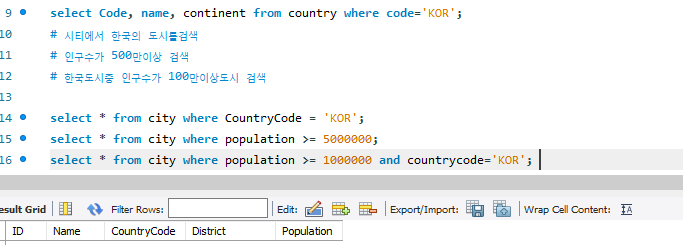 9 select Code, name, continent from country where code='KOR';
10 # 시티에서 한국의 도시를검색
11 # 인구수가 500만이상 검색
12 # 한국도시중 인구수가 100만이상도시 검색
13
14 select * from city where CountryCode = 'KOR';
15 select * from city where population >= 5000000;
16 select * from city where population >= 1000000 and countrycode='KOR';
esult Grid Filter Rows: Edit: Export/Import: Wrap Cell Content: IA
ID Name CountryCode District Population